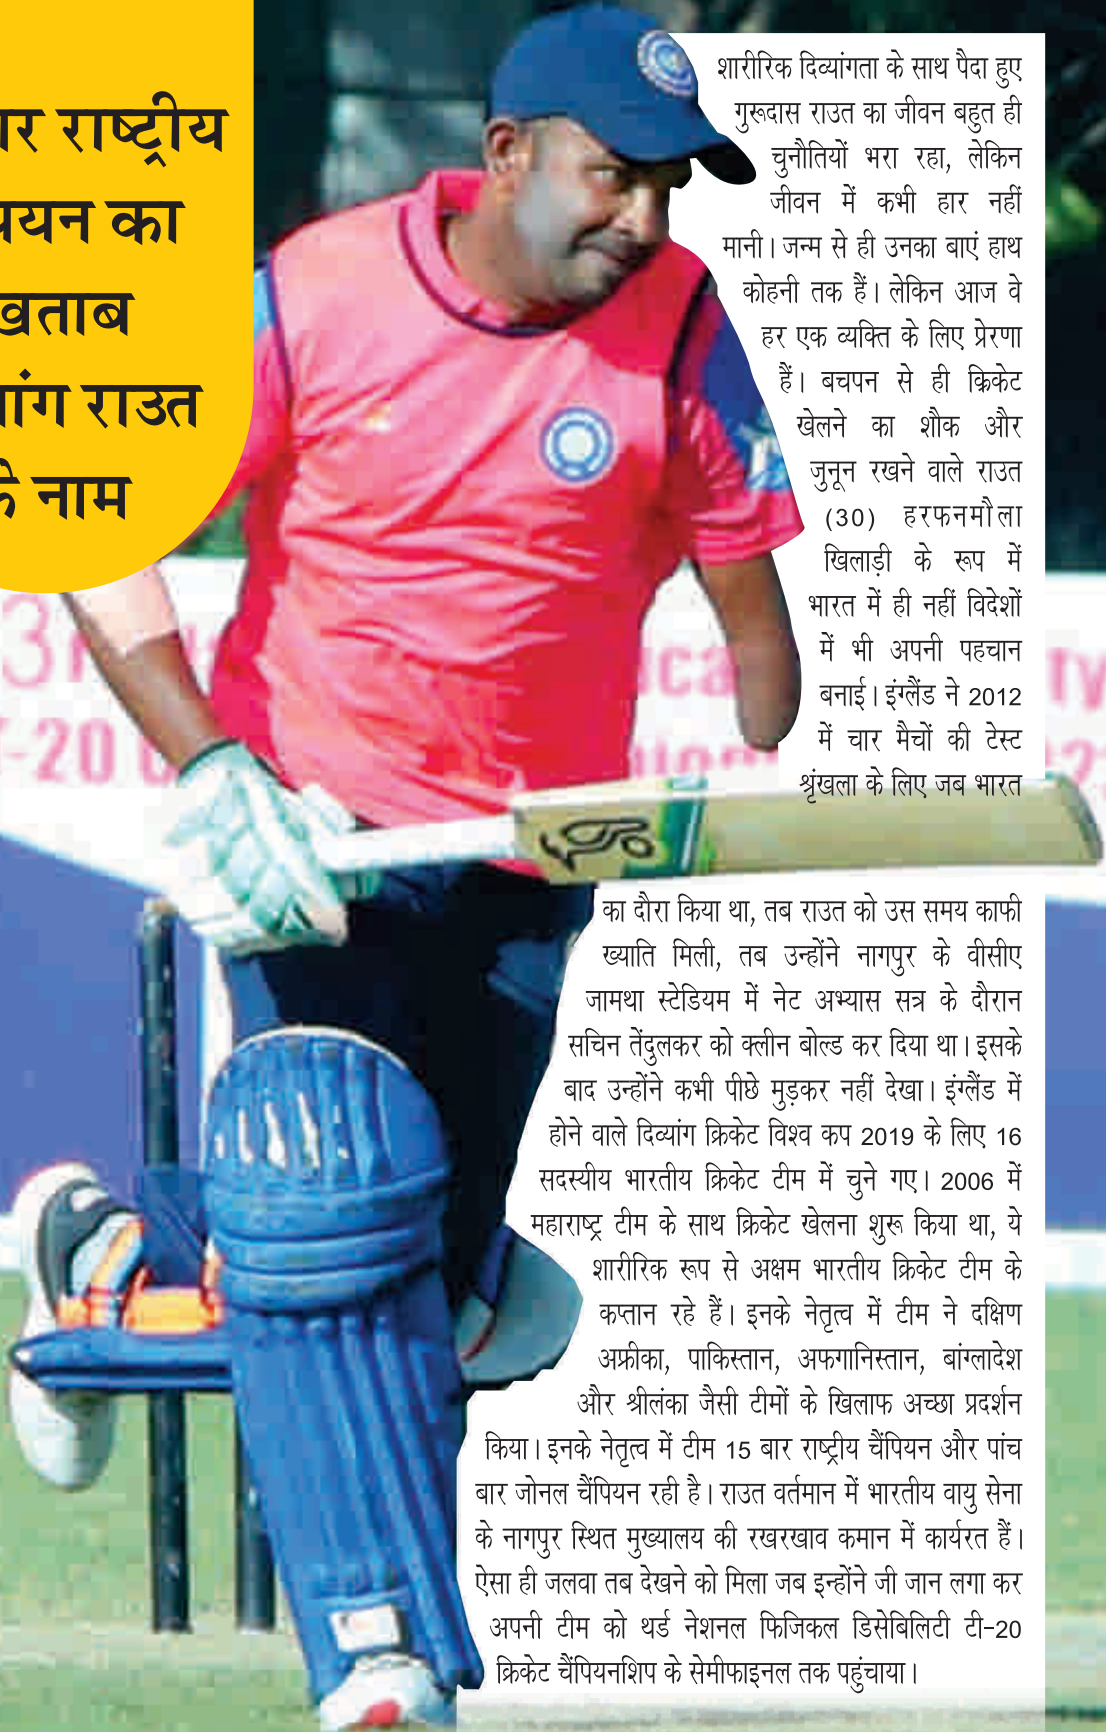 राष्ट्रीय
का
राउत
नाम
शारीरिक दिव्यांगता के साथ पैदा हुए
गुरूदास राउत का जीवन बहुत ही
चुनौतियों भरा रहा, लेकिन
जीवन में कभी हार नहीं
मानी। जन्म से ही उनका बाएं हाथ
कोहनी तक हैं। लेकिन आज वे
हर एक व्यक्ति के लिए प्रेरणा
हैं। बचपन से ही क्रिकेट
खेलने का शौक और
जुनून रखने वाले राउत
(30) हरफनमौला
खिलाड़ी के रूप में
भारत में ही नहीं विदेशों
में भी अपनी पहचान
बनाई। इंग्लैंड ने 2012
में चार मैचों की टेस्ट
श्रृंखला के लिए जब भारत
का दौरा किया था, तब राउत को उस समय काफी
ख्याति मिली, तब उन्होंने नागपुर के वीसीए
जामथा स्टेडियम में नेट अभ्यास सत्र के दौरान
सचिन तेंदुलकर को क्लीन बोल्ड कर दिया था। इसके
बाद उन्होंने कभी पीछे मुड़कर नहीं देखा। इंग्लैंड में
होने वाले दिव्यांग क्रिकेट विश्व कप 2019 के लिए 16
सदस्यीय भारतीय क्रिकेट टीम में चुने गए। 2006 में
महाराष्ट्र टीम के साथ क्रिकेट खेलना शुरू किया था, ये
शारीरिक रूप से अक्षम भारतीय क्रिकेट टीम के
कप्तान रहे हैं। इनके नेतृत्व में टीम ने दक्षिण
अफ्रीका, पाकिस्तान, अफगानिस्तान, बांग्लादेश
और श्रीलंका जैसी टीमों के खिलाफ अच्छा प्रदर्शन
किया। इनके नेतृत्व में टीम 15 बार राष्ट्रीय चैंपियन और पांच
बार जोनल चैंपियन रही है। राउत वर्तमान में भारतीय वायु सेना
के नागपुर स्थित मुख्यालय की रखरखाव कमान में कार्यरत हैं।
ऐसा ही जलवा तब देखने को मिला जब इन्होंने जी जान लगा कर
अपनी टीम को थर्ड नेशनल फिजिकल डिसेबिलिटी टी-20
क्रिकेट चैंपियनशिप के सेमीफाइनल तक पहुंचाया।